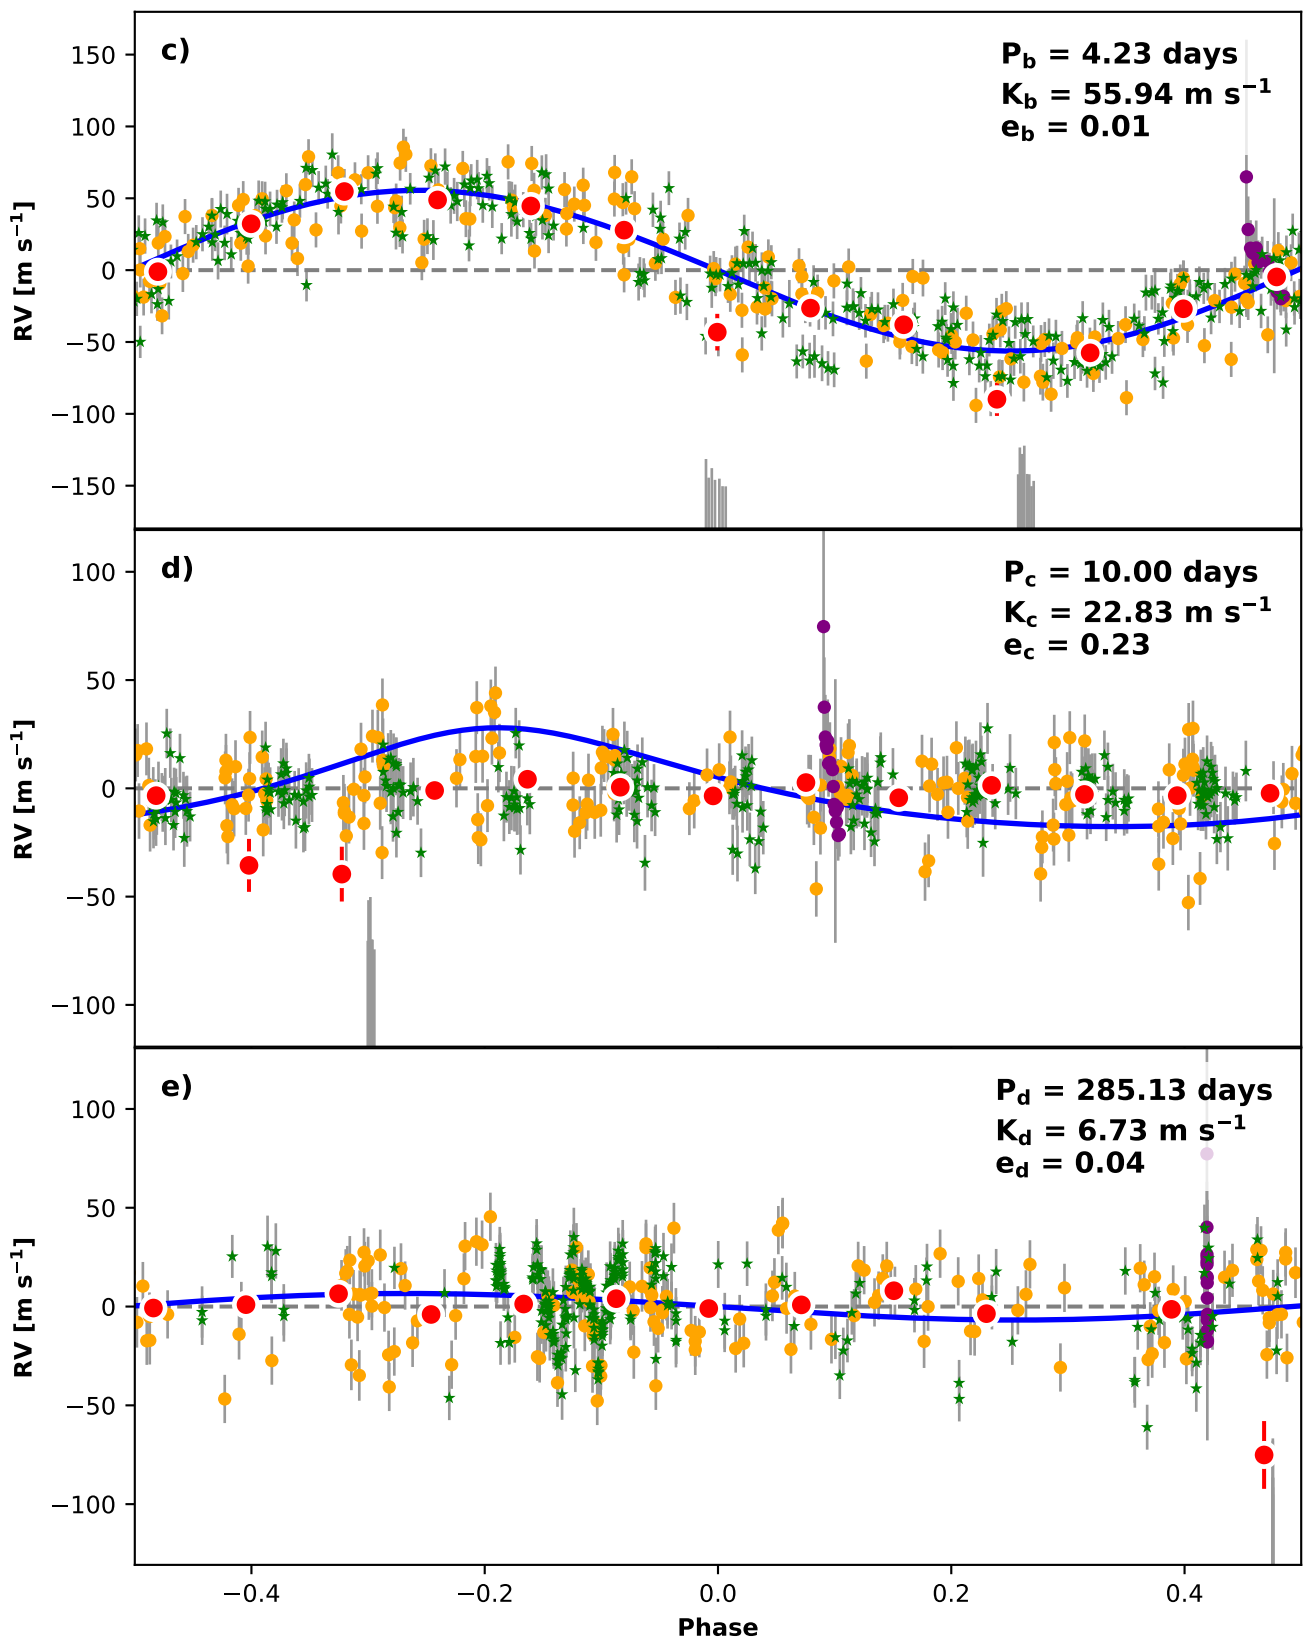 c)
P_b = 4.23 days
K_b = 55.94 m s⁻¹
e_b = 0.01
150
100
50
0
−50
−100
−150
RV [m s⁻¹]
d)
P_c = 10.00 days
K_c = 22.83 m s⁻¹
e_c = 0.23
100
50
0
−50
−100
RV [m s⁻¹]
e)
P_d = 285.13 days
K_d = 6.73 m s⁻¹
e_d = 0.04
100
50
0
−50
−100
RV [m s⁻¹]
−0.4 −0.2 0.0 0.2 0.4
Phase